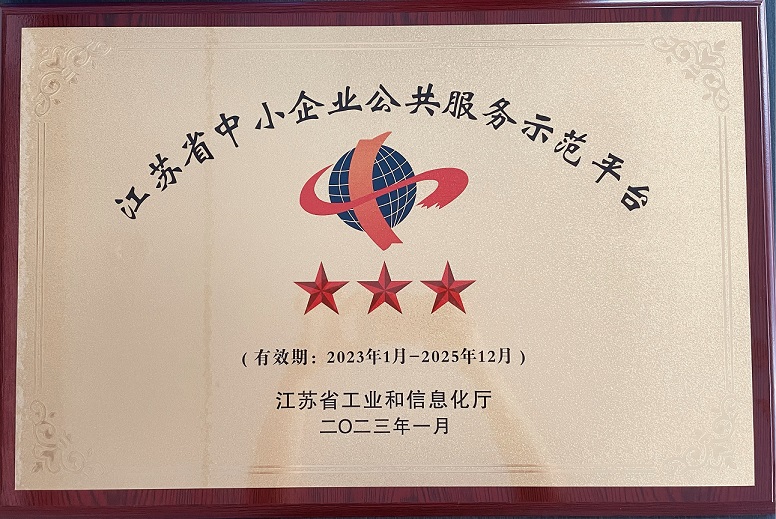 江苏省中小企业公共服务示范平台
(有效期：2023年1月-2025年12月)
江苏省工业和信息化厅
二〇二三年一月